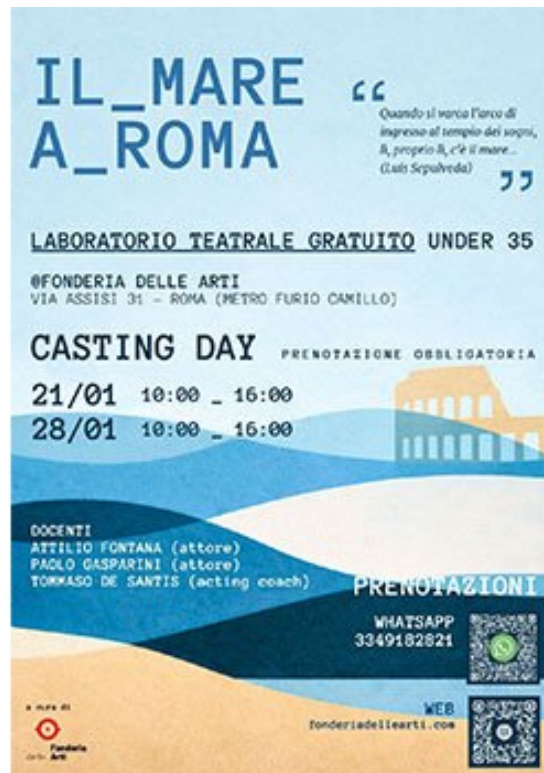 IL_MARE
A_ROMA
“
Quando si varca l'arco di
ingresso al tempio dei sogni,
lì, proprio lì, c'è il mare...
(Luis Sepulveda)
”
LABORATORIO TEATRALE GRATUITO UNDER 35
@FONDERIA DELLE ARTI
VIA ASSISI 31 - ROMA (METRO FURIO CAMILLO)
CASTING DAY PRENOTAZIONE OBBLIGATORIA
21/01 10:00 _ 16:00
28/01 10:00 _ 16:00
DOCENTI
ATTILIO FONTANA (attore)
PAOLO GASPARINI (attore)
TOMMASO DE SANTIS (acting coach)
PRENOTAZIONI
WHATSAPP
3349182821
WEB
fonderiadellearti.com
a cura di
Fonderia
delle Arti